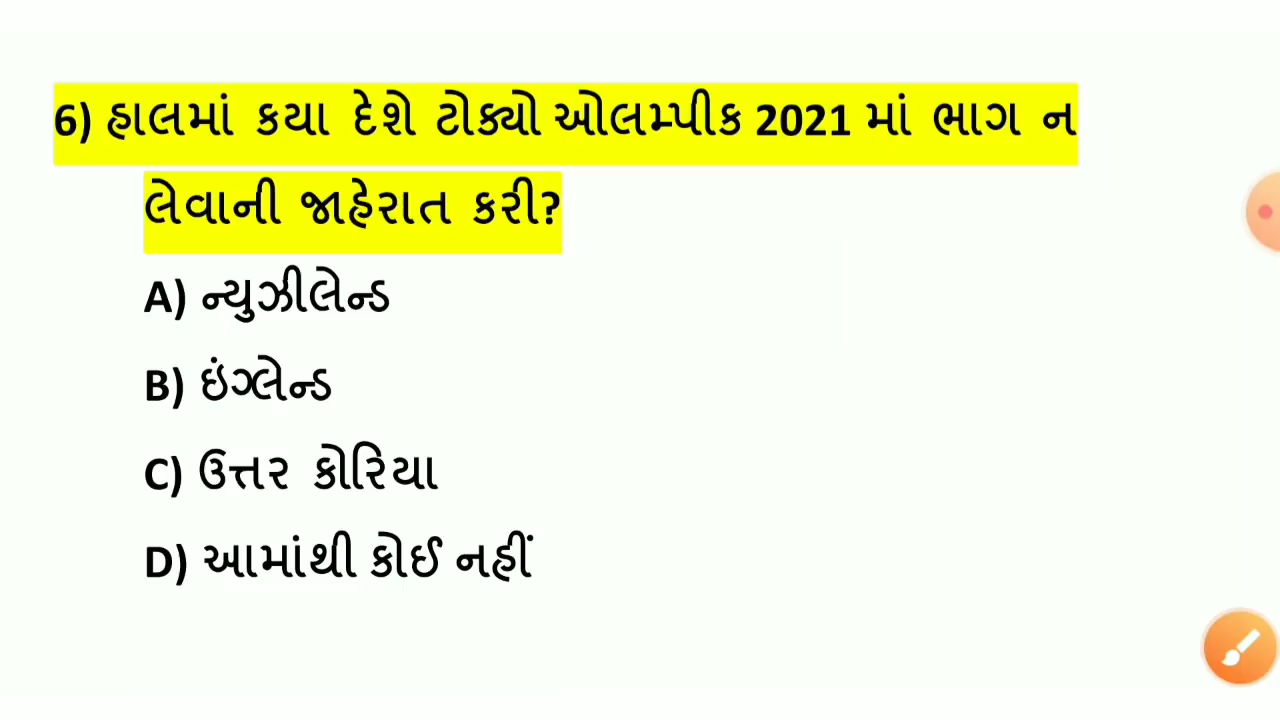 6) હાલમાં કયા દેશે ટોક્યો ઓલમ્પીક 2021 માં ભાગ ન
લેવાની જાહેરાત કરી?
A) ન્યુઝીલેન્ડ
B) ઇંગ્લેન્ડ
C) ઉત્તર કોરિયા
D) આમાંથી કોઈ નહીં